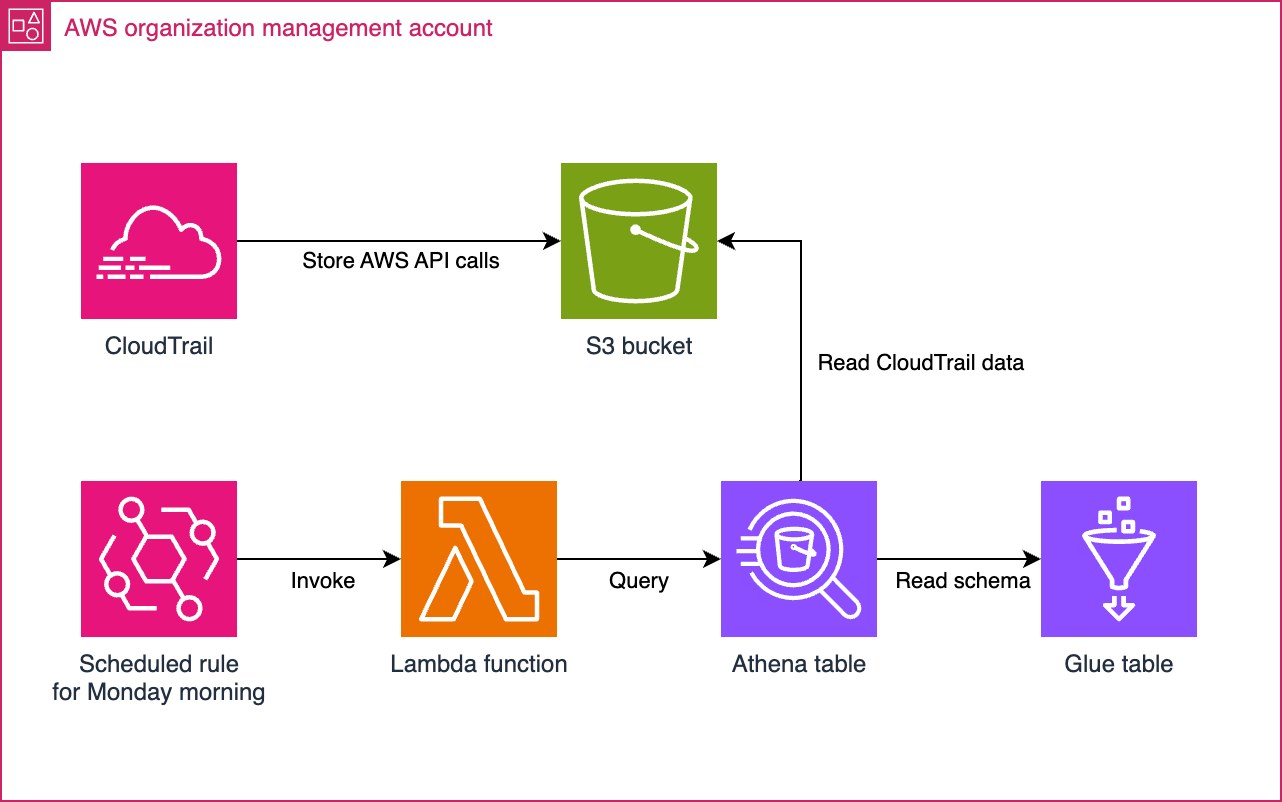 AWS organization management account
Store AWS API calls
CloudTrail
S3 bucket
Read CloudTrail data
Invoke
Query
Read schema
Scheduled rule
for Monday morning
Lambda function
Athena table
Glue table